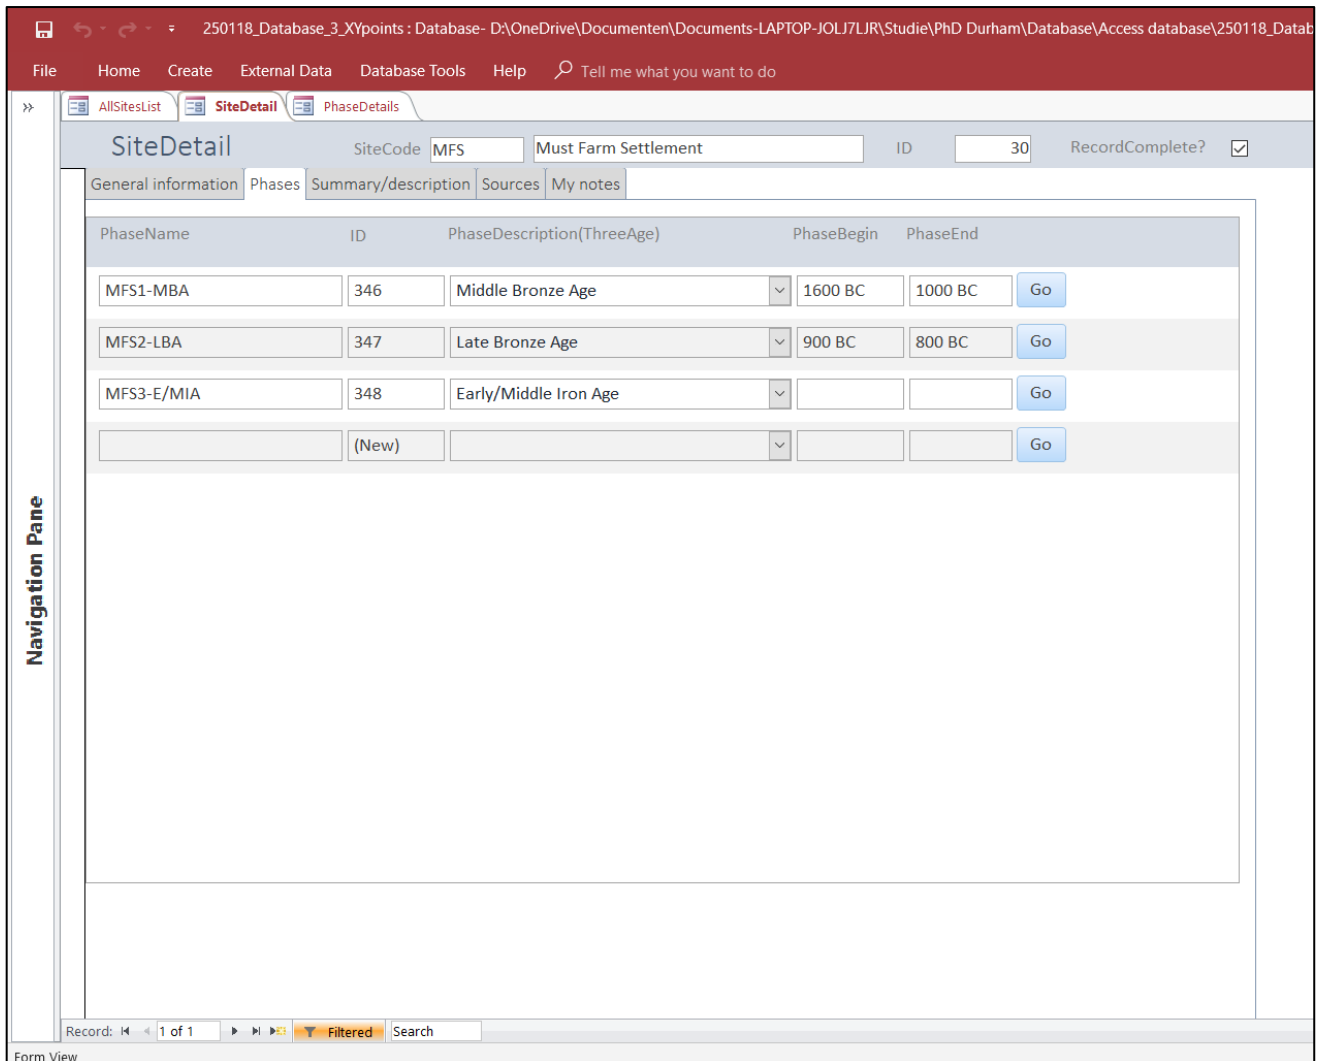 250118_Database_3_XYpoints : Database- D:\OneDrive\Documenten\Documents-LAPTOP-JOLJ7LJR\Studie\PhD Durham\Database\Access database\250118_Datab
File Home Create External Data Database Tools Help Tell me what you want to do
AllSitesList SiteDetail PhaseDetails
SiteDetail SiteCode MFS Must Farm Settlement ID 30 RecordComplete?
General information Phases Summary/description Sources My notes
PhaseName ID PhaseDescription(ThreeAge) PhaseBegin PhaseEnd
MFS1-MBA 346 Middle Bronze Age 1600 BC 1000 BC Go
MFS2-LBA 347 Late Bronze Age 900 BC 800 BC Go
MFS3-E/MIA 348 Early/Middle Iron Age Go
(New) Go
Navigation Pane
Record: 1 of 1 Filtered Search
Form View